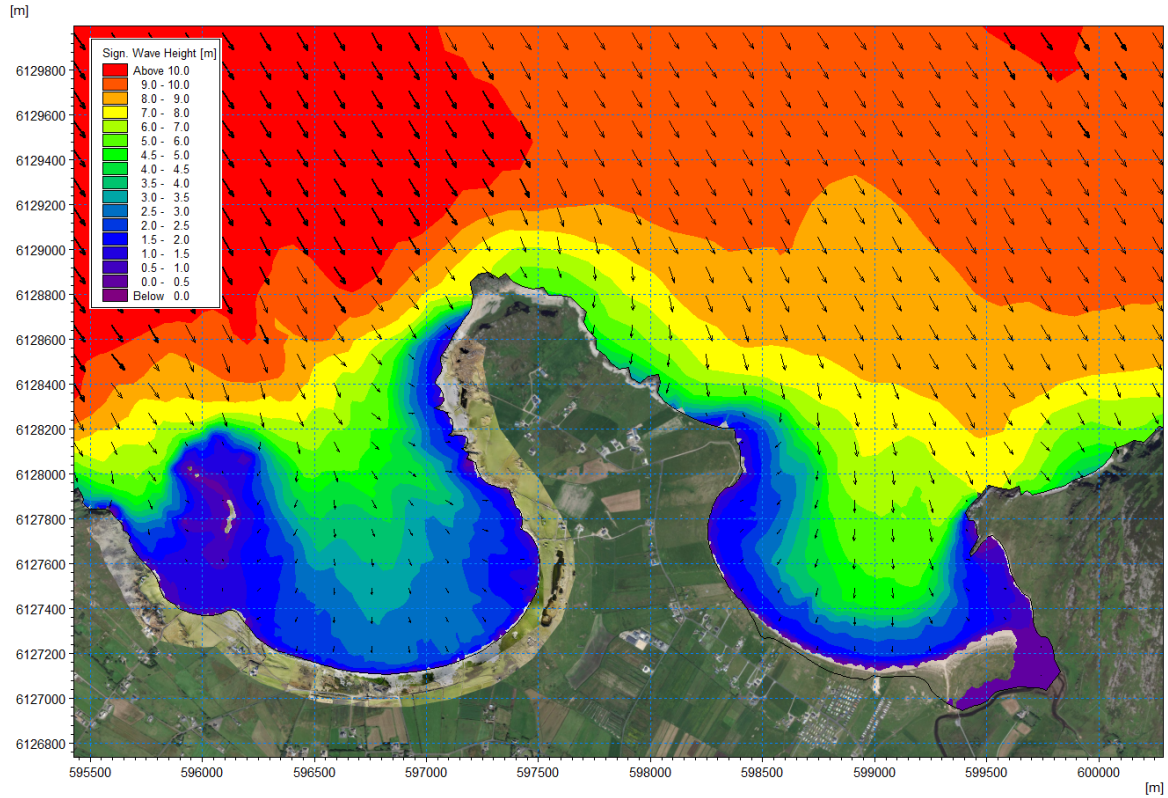 [m]
Sign. Wave Height [m]
Above 10.0
9.0 - 10.0
8.0 - 9.0
7.0 - 8.0
6.0 - 7.0
5.0 - 6.0
4.5 - 5.0
4.0 - 4.5
3.5 - 4.0
3.0 - 3.5
2.5 - 3.0
2.0 - 2.5
1.5 - 2.0
1.0 - 1.5
0.5 - 1.0
0.0 - 0.5
Below 0.0
6129800
6129600
6129400
6129200
6129000
6128800
6128600
6128400
6128200
6128000
6127800
6127600
6127400
6127200
6127000
6126800
595500 596000 596500 597000 597500 598000 598500 599000 599500 600000
[m]